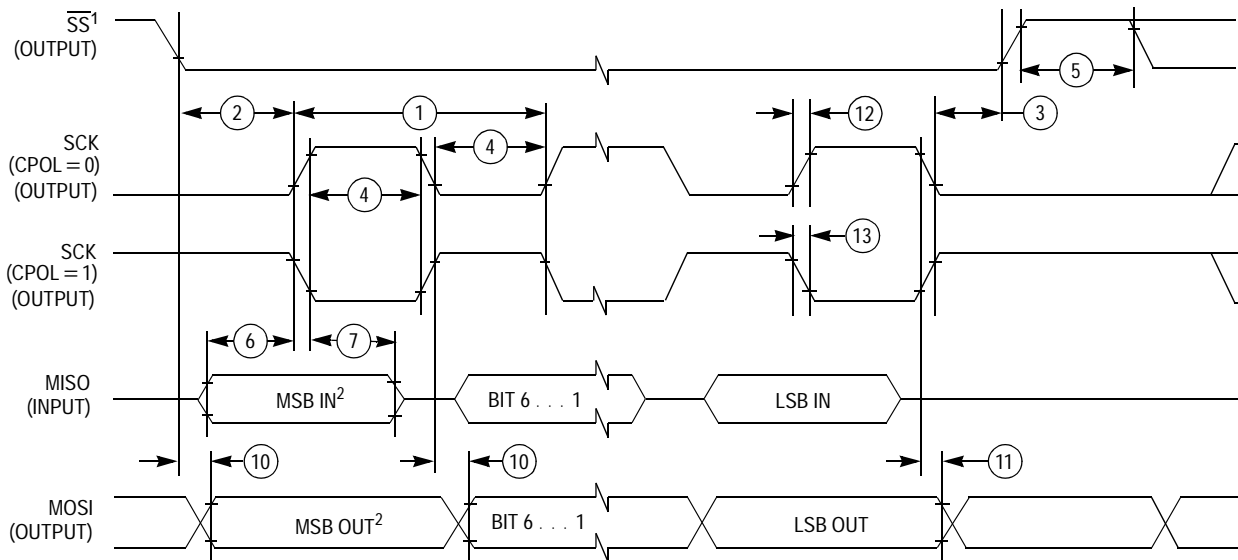 SS¹
(OUTPUT)
5
2
1
12
3
SCK
(CPOL = 0)
(OUTPUT)
4
4
SCK
(CPOL = 1)
(OUTPUT)
13
6
7
MISO
(INPUT)
MSB IN²
BIT 6 . . . 1
LSB IN
10
10
11
MOSI
(OUTPUT)
MSB OUT²
BIT 6 . . . 1
LSB OUT